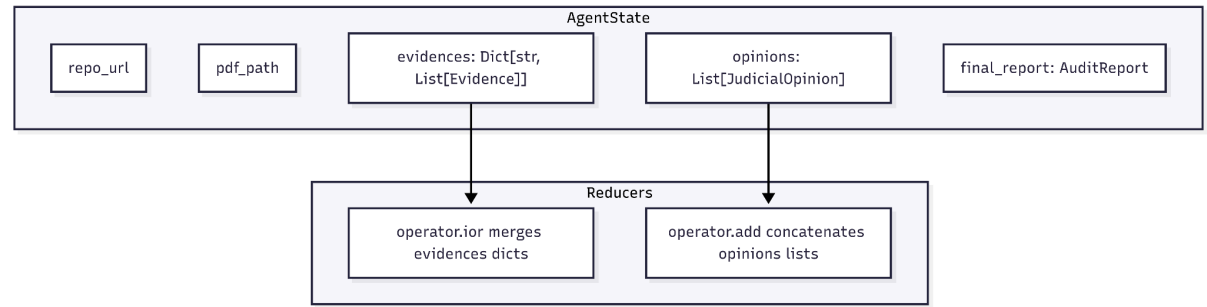 AgentState
repo_url
pdf_path
evidences: Dict[str,
List[Evidence]]
opinions:
List[JudicialOpinion]
final_report: AuditReport
Reducers
operator.ior merges
evidences dicts
operator.add concatenates
opinions lists